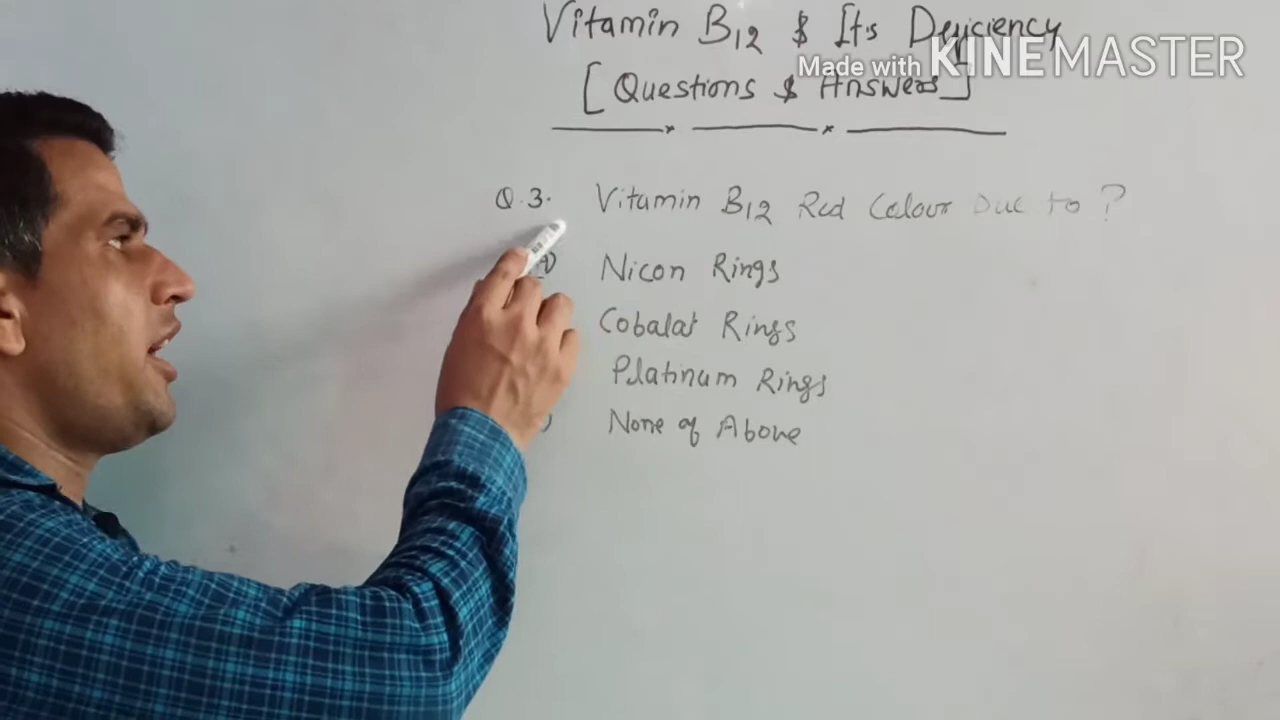 Vitamin B12 & Its Deficiency
Made with KINEMASTER
[Questions & Answers]
Q.3. Vitamin B12 Red Colour Due to ?
A) Nicon Rings
Cobalat Rings
Platinum Rings
) None of Above